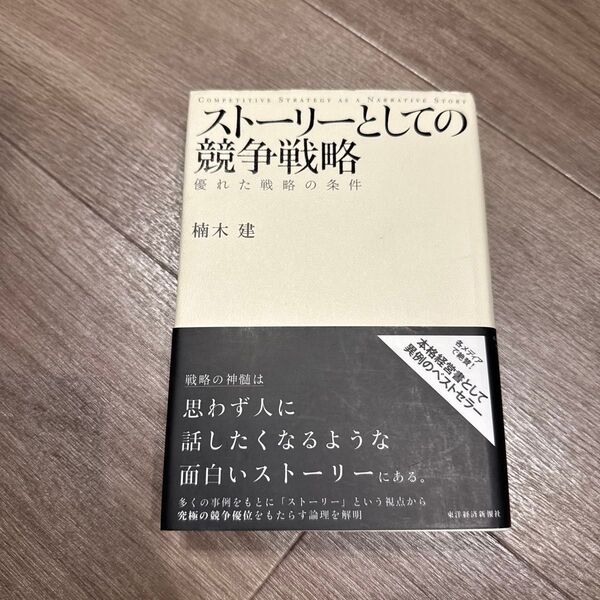 COMPETITIVE STRATEGY AS A NARRATIVE STORY
ストーリーとしての
競争戦略
優れた戦略の条件
楠木 建
各メディア
で絶賛！
本格経営書として
異例のベストセラー
戦略の神髄は
思わず人に
話したくなるような
面白いストーリーにある。
多くの事例をもとに「ストーリー」という視点から
究極の競争優位をもたらす論理を解明
東洋経済新報社